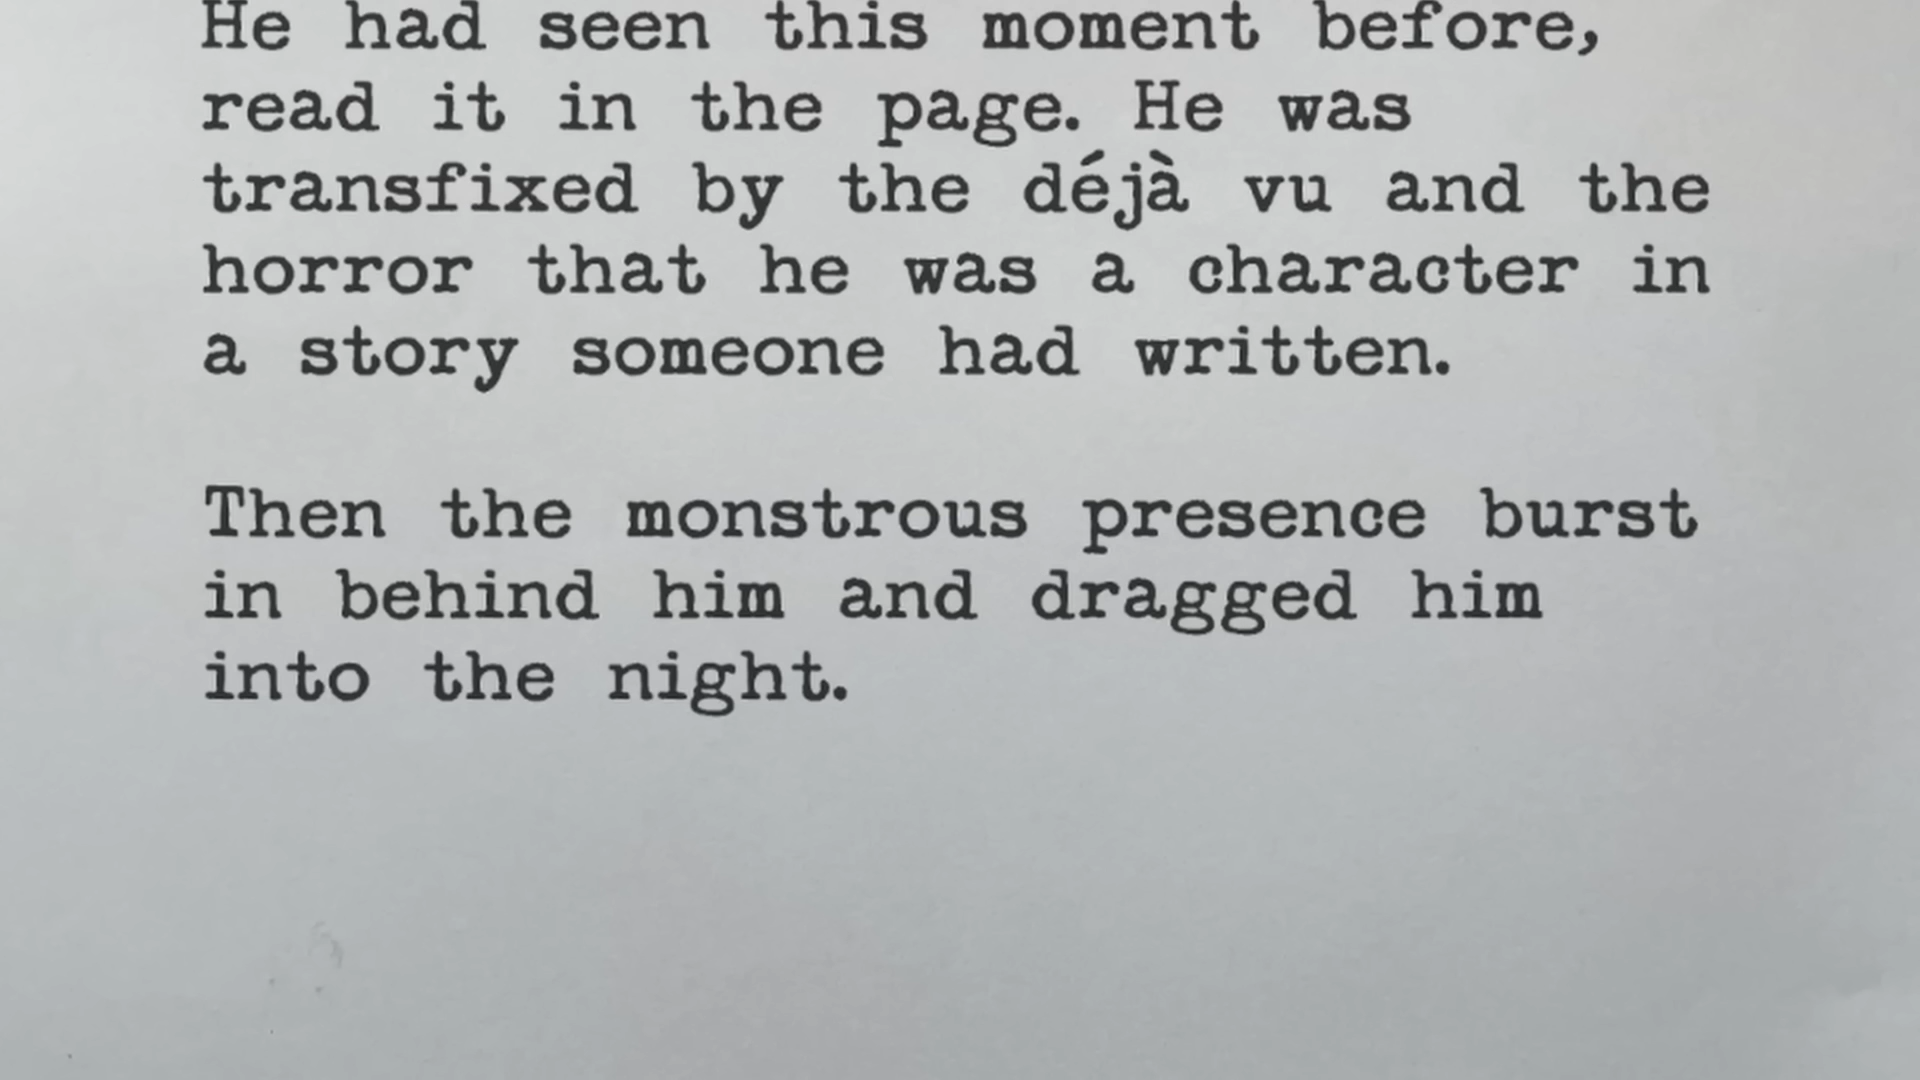 He had seen this moment before,
read it in the page. He was
transfixed by the déjà vu and the
horror that he was a character in
a story someone had written.
Then the monstrous presence burst
in behind him and dragged him
into the night.